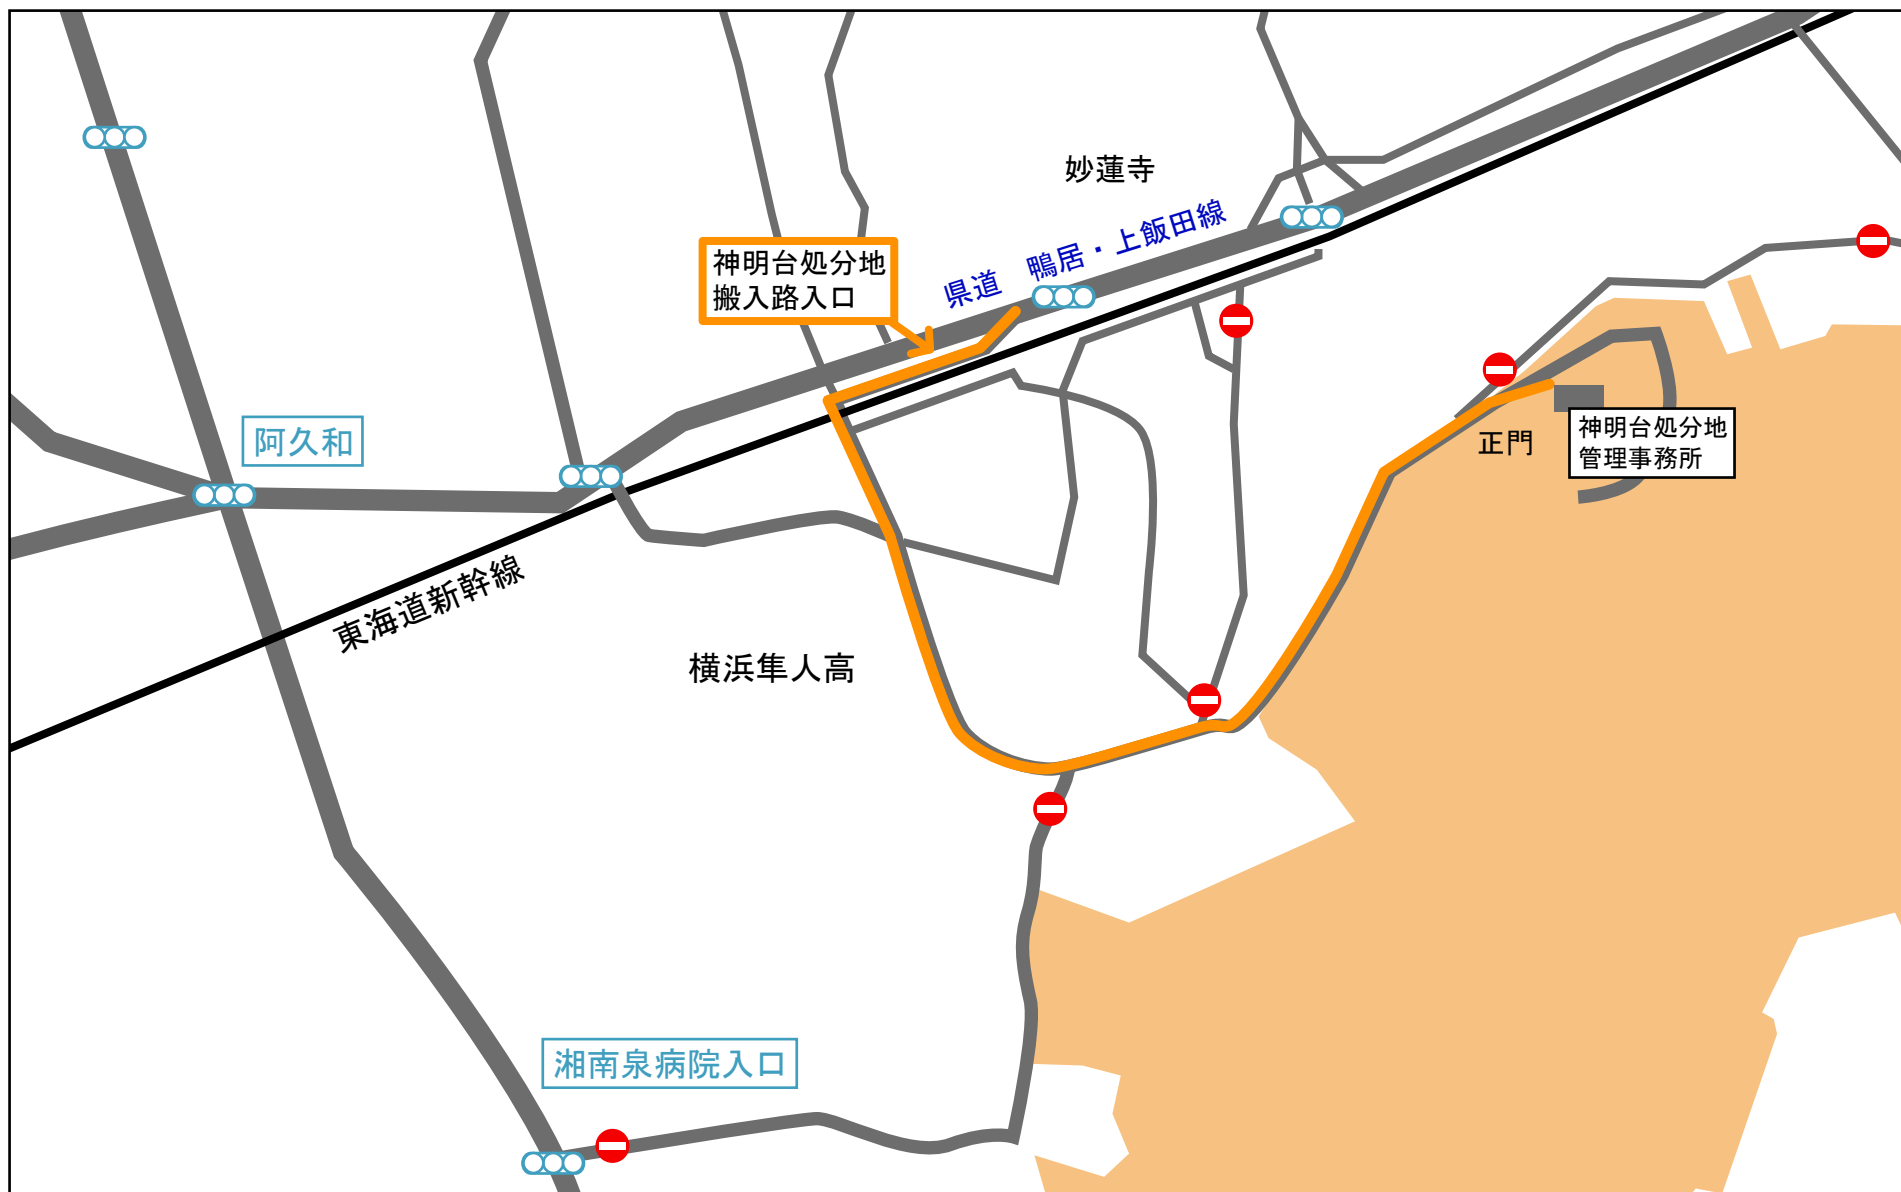 妙蓮寺
県道　鴨居・上飯田線
神明台処分地
搬入路入口
阿久和
正門
神明台処分地
管理事務所
東海道新幹線
横浜隼人高
湘南泉病院入口